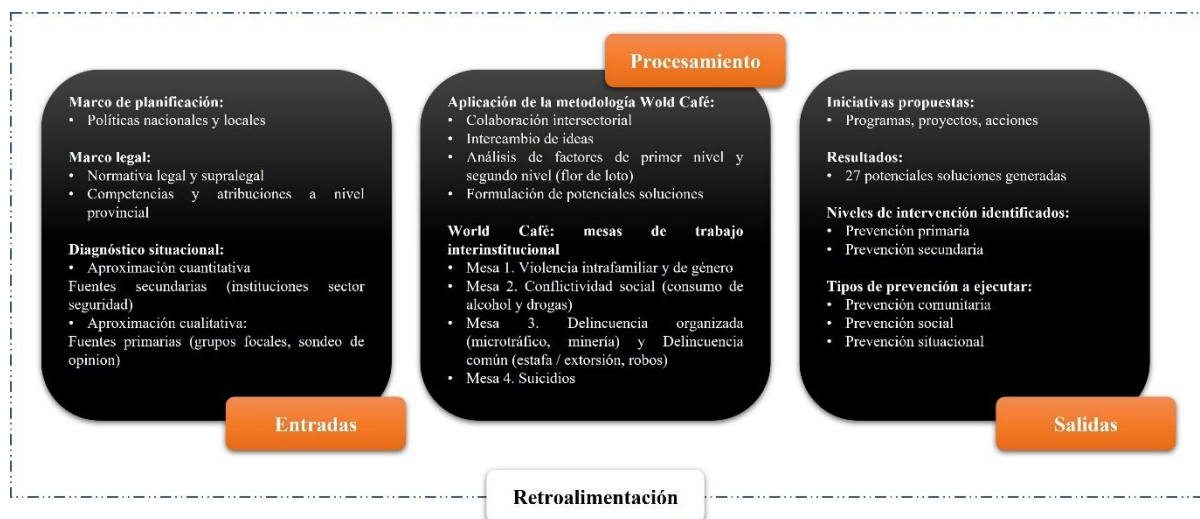 Marco de planificación:
• Políticas nacionales y locales
Marco legal:
• Normativa legal y supralegal
• Competencias y atribuciones a nivel
provincial
Diagnóstico situacional:
• Aproximación cuantitativa
Fuentes secundarias (instituciones sector
seguridad)
• Aproximación cualitativa:
Fuentes primarias (grupos focales, sondeo de
opinion)
Entradas
Procesamiento
Aplicación de la metodología Wold Café:
• Colaboración intersectorial
• Intercambio de ideas
• Análisis de factores de primer nivel y
segundo nivel (flor de loto)
• Formulación de potenciales soluciones
World Café: mesas de trabajo
interinstitucional
• Mesa 1. Violencia intrafamiliar y de género
• Mesa 2. Conflictividad social (consumo de
alcohol y drogas)
• Mesa 3. Delincuencia organizada
(microtráfico, minería) y Delincuencia
común (estafa / extorsión, robos)
• Mesa 4. Suicidios
Iniciativas propuestas:
• Programas, proyectos, acciones
Resultados:
• 27 potenciales soluciones generadas
Niveles de intervención identificados:
• Prevención primaria
• Prevención secundaria
Tipos de prevención a ejecutar:
• Prevención comunitaria
• Prevención social
• Prevención situacional
Salidas
Retroalimentación